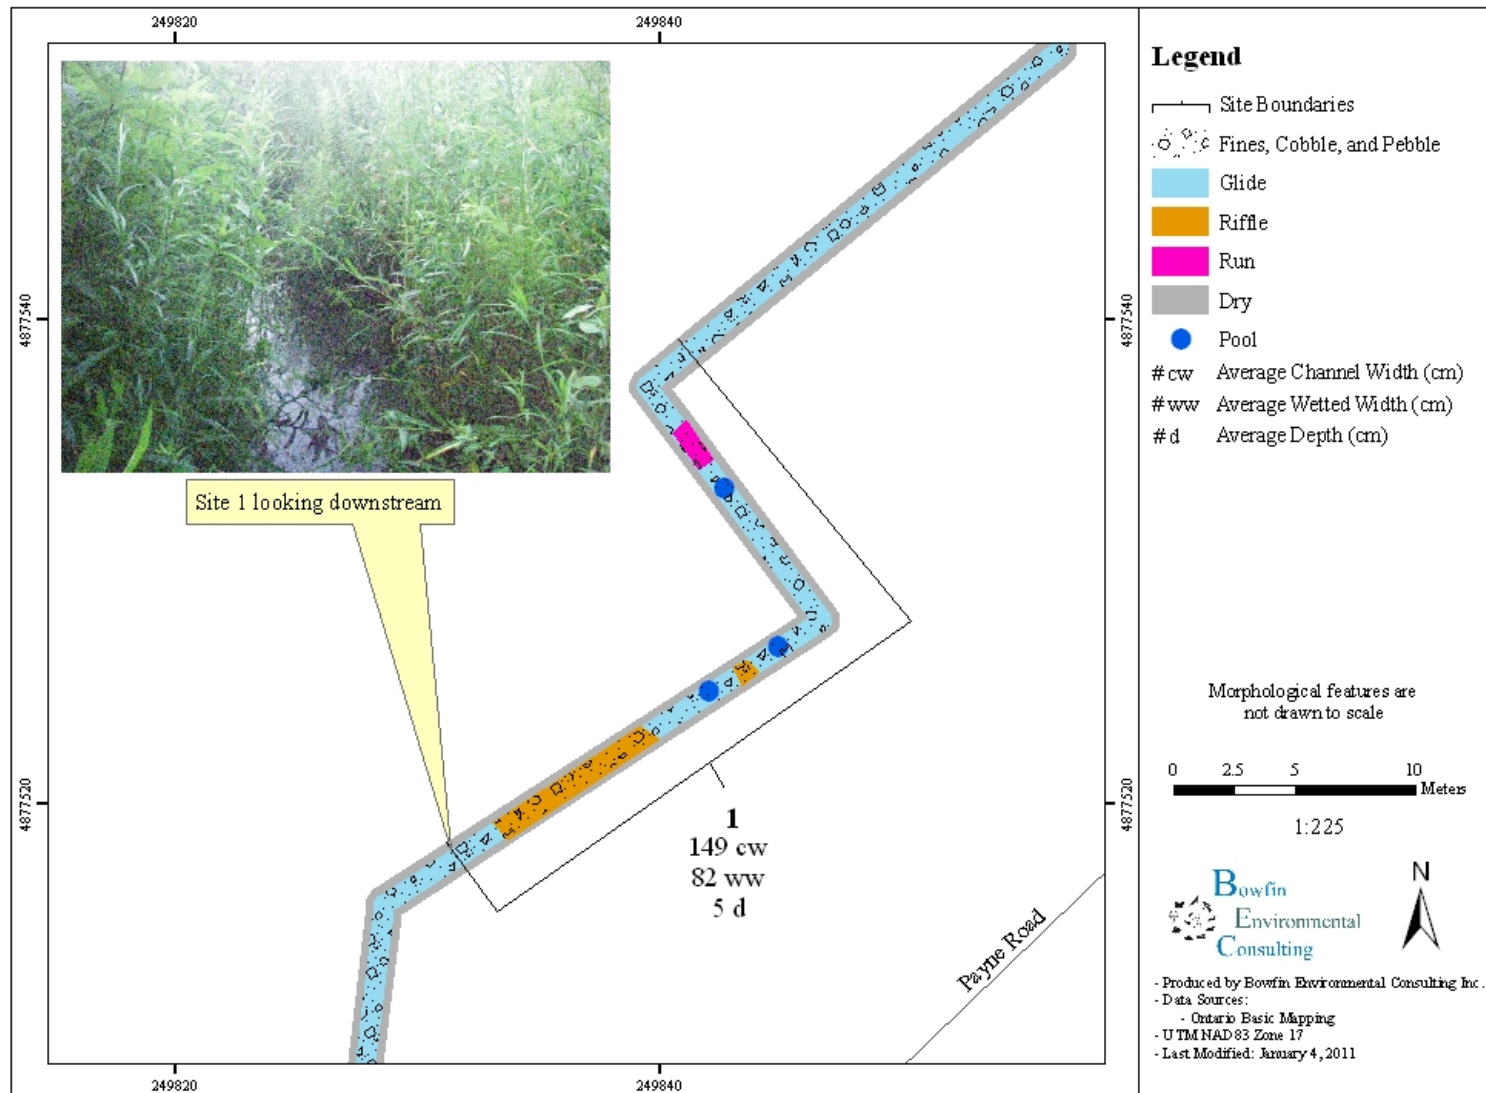 249820
249840
4877540
4877520
Site 1 looking downstream
1
149 cw
82 ww
5 d
Payne Road
4877540
4877520
249820
249840
Legend
Site Boundaries
Fines, Cobble, and Pebble
Glide
Riffle
Run
Dry
Pool
# cw Average Channel Width (cm)
# ww Average Wetted Width (cm)
# d Average Depth (cm)
Morphological features are
not drawn to scale
0 2.5 5 10
Meters
1:225
Bowfin
Environmental
Consulting
N
- Produced by Bowfin Environmental Consulting Inc.
- Data Sources:
- Ontario Basic Mapping
- UTM NAD83 Zone 17
- Last Modified: January 4, 2011